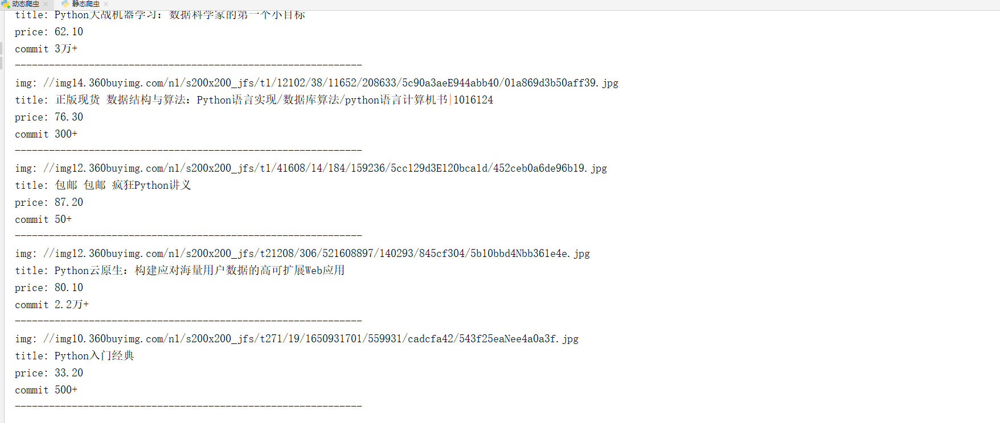 动态爬虫 静态爬虫
title: Python大战机器学习：数据科学家的第一个小目标
price: 62.10
commit 3万+
-------------------------------------------------------------
img: //img14.360buyimg.com/n1/s200x200_jfs/t1/12102/38/11652/208633/5c90a3aeE944abb40/01a869d3b50aff39.jpg
title: 正版现货 数据结构与算法：Python语言实现/数据库算法/python语言计算机书|1016124
price: 76.30
commit 300+
-------------------------------------------------------------
img: //img12.360buyimg.com/n1/s200x200_jfs/t1/41608/14/184/159236/5cc129d3E120bca1d/452ceb0a6de96b19.jpg
title: 包邮 包邮 疯狂Python讲义
price: 87.20
commit 50+
-------------------------------------------------------------
img: //img12.360buyimg.com/n1/s200x200_jfs/t21208/306/521608897/140293/845cf304/5b10bbd4Nbb361e4e.jpg
title: Python云原生：构建应对海量用户数据的高可扩展Web应用
price: 80.10
commit 2.2万+
-------------------------------------------------------------
img: //img10.360buyimg.com/n1/s200x200_jfs/t271/19/1650931701/559931/cadcfa42/543f25eaNee4a0a3f.jpg
title: Python入门经典
price: 33.20
commit 500+
-------------------------------------------------------------